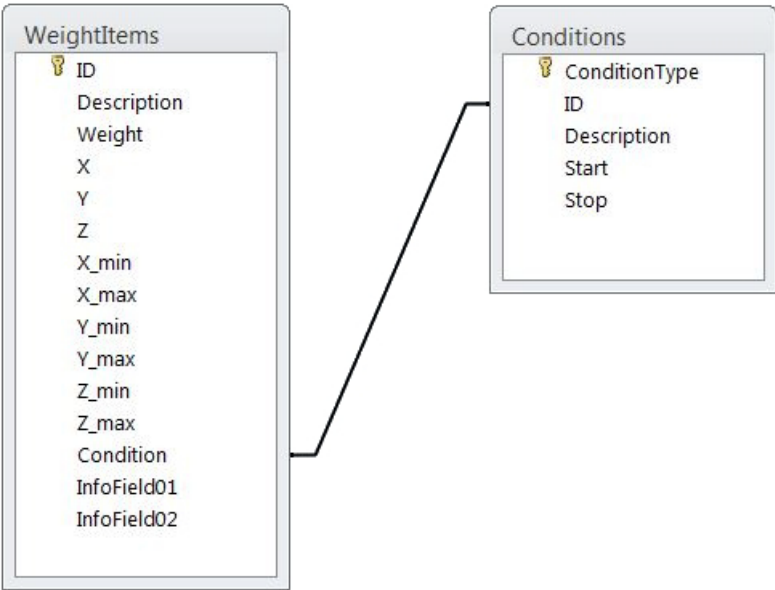 WeightItems
ID
Description
Weight
X
Y
Z
X_min
X_max
Y_min
Y_max
Z_min
Z_max
Condition
InfoField01
InfoField02
Conditions
ConditionType
ID
Description
Start
Stop